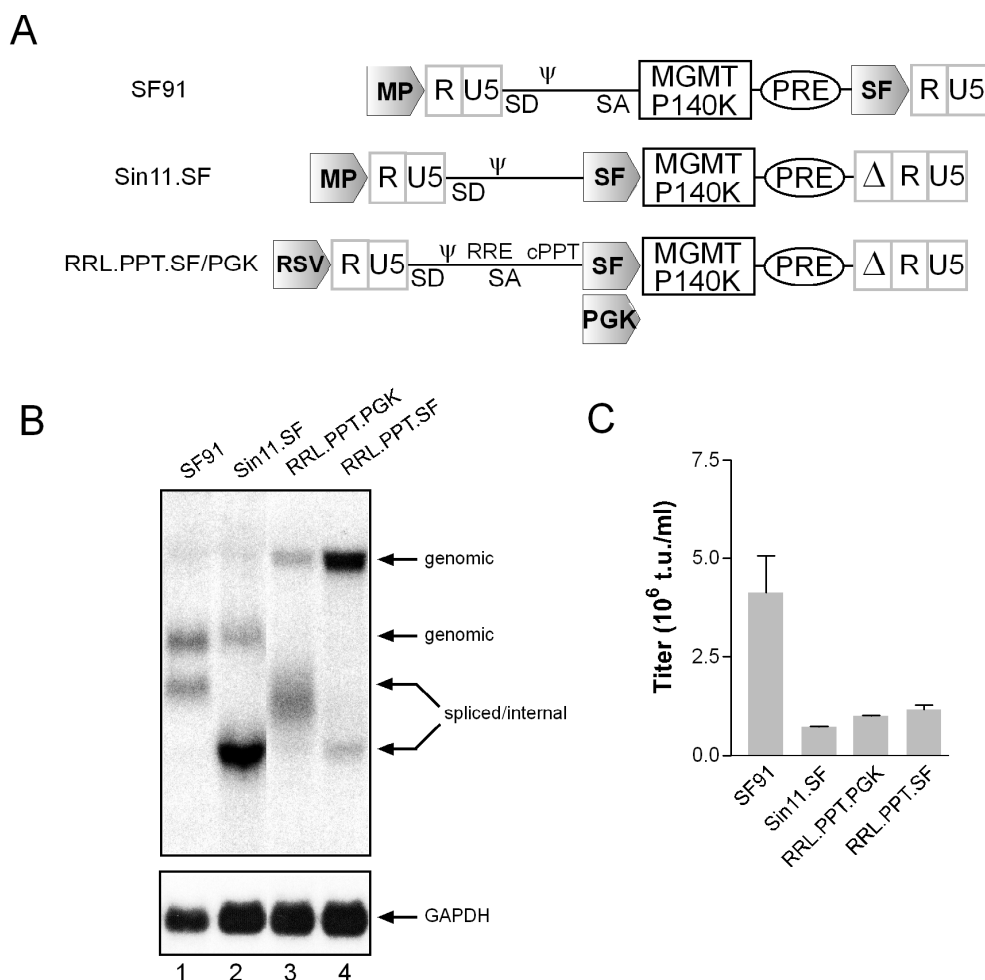 A
SF91
MP R U5 SD Ψ SA MGMT P140K PRE SF R U5
Sin11.SF
MP R U5 SD Ψ SF MGMT P140K PRE Δ R U5
RRL.PPT.SF/PGK
RSV R U5 SD Ψ RRE SA cPPT SF MGMT P140K PRE Δ R U5
PGK
B
SF91
Sin11.SF
RRL.PPT.PGK
RRL.PPT.SF
genomic
genomic
spliced/internal
GAPDH
1 2 3 4
C
Titer (10⁶ t.u./ml)
7.5
5.0
2.5
0.0
SF91
Sin11.SF
RRL.PPT.PGK
RRL.PPT.SF